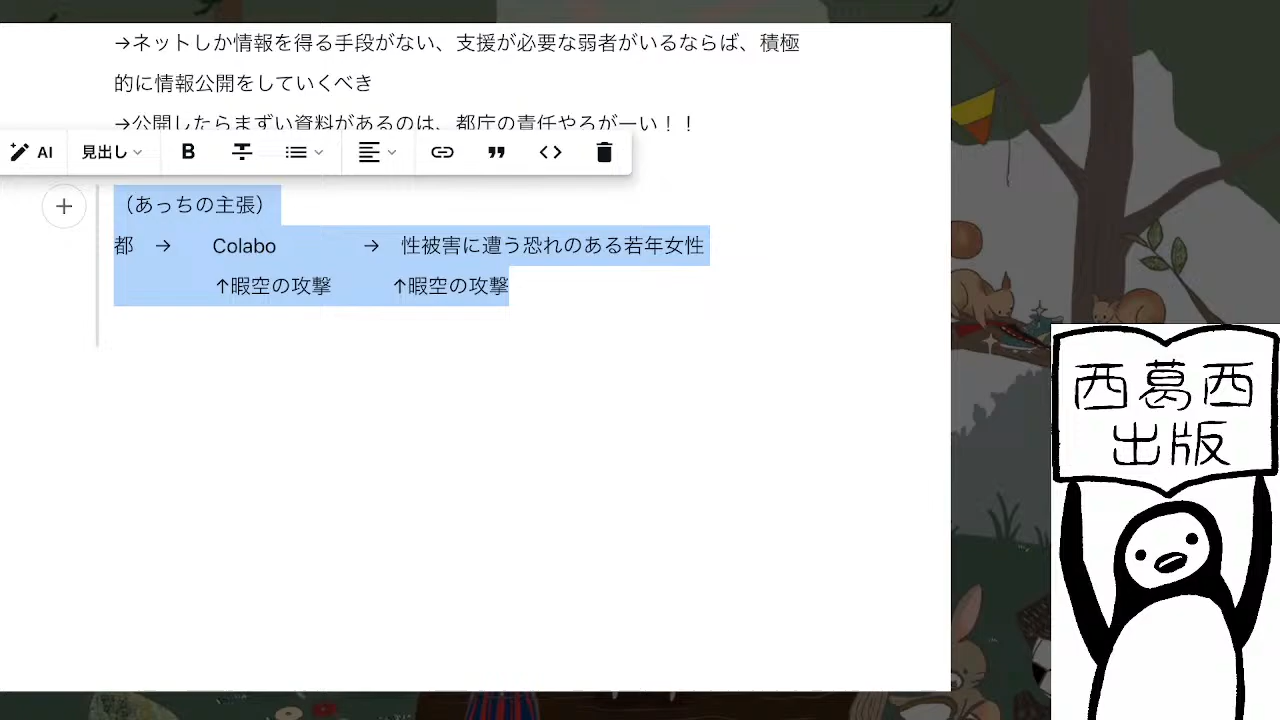 →ネットしか情報を得る手段がない、支援が必要な弱者がいるならば、積極
的に情報公開をしていくべき
→公開したらまずい資料があるのは、都庁の責任やろがーい！！
AI 見出し B T
（あっちの主張）
都 → Colabo → 性被害に遭う恐れのある若年女性
↑暇空の攻撃 ↑暇空の攻撃
西葛西
出版